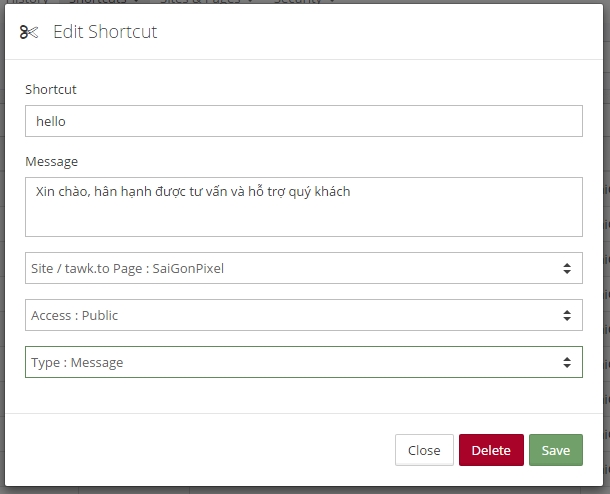 History Shortcuts Sites & Pages Security
Edit Shortcut
Shortcut
hello
Message
Xin chào, hân hạnh được tư vấn và hỗ trợ quý khách
Site / tawk.to Page : SaiGonPixel
Access : Public
Type : Message
Close Delete Save